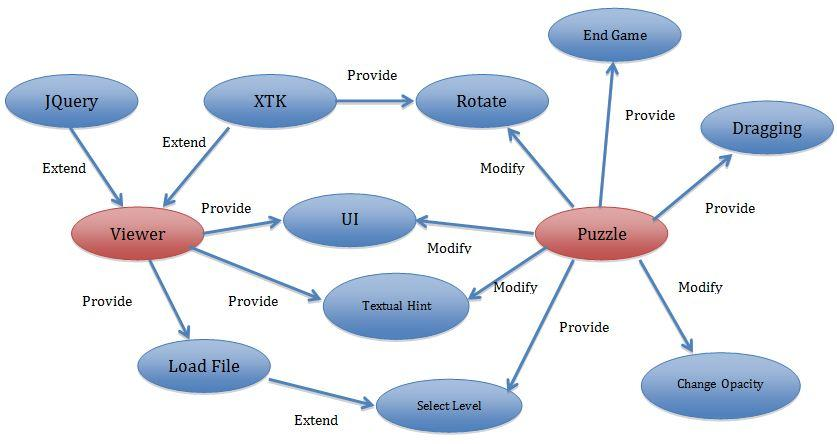 End Game
Provide
JQuery
XTK
Rotate
Provide
Dragging
Extend
Extend
Modify
Provide
Provide
UI
Viewer
Puzzle
Modify
Provide
Provide
Textual Hint
Modify
Modify
Provide
Load File
Change Opacity
Select Level
Extend